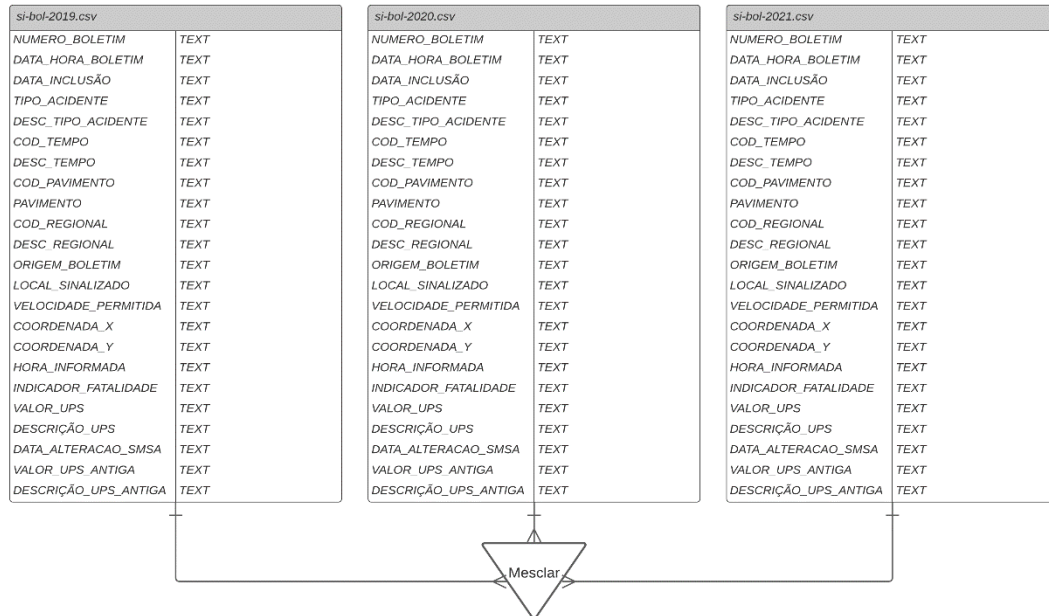 si-bol-2019.csv
NUMERO_BOLETIM TEXT
DATA_HORA_BOLETIM TEXT
DATA_INCLUSÃO TEXT
TIPO_ACIDENTE TEXT
DESC_TIPO_ACIDENTE TEXT
COD_TEMPO TEXT
DESC_TEMPO TEXT
COD_PAVIMENTO TEXT
PAVIMENTO TEXT
COD_REGIONAL TEXT
DESC_REGIONAL TEXT
ORIGEM_BOLETIM TEXT
LOCAL_SINALIZADO TEXT
VELOCIDADE_PERMITIDA TEXT
COORDENADA_X TEXT
COORDENADA_Y TEXT
HORA_INFORMADA TEXT
INDICADOR_FATALIDADE TEXT
VALOR_UPS TEXT
DESCRIÇÃO_UPS TEXT
DATA_ALTERACAO_SMSA TEXT
VALOR_UPS_ANTIGA TEXT
DESCRIÇÃO_UPS_ANTIGA TEXT
si-bol-2020.csv
NUMERO_BOLETIM TEXT
DATA_HORA_BOLETIM TEXT
DATA_INCLUSÃO TEXT
TIPO_ACIDENTE TEXT
DESC_TIPO_ACIDENTE TEXT
COD_TEMPO TEXT
DESC_TEMPO TEXT
COD_PAVIMENTO TEXT
PAVIMENTO TEXT
COD_REGIONAL TEXT
DESC_REGIONAL TEXT
ORIGEM_BOLETIM TEXT
LOCAL_SINALIZADO TEXT
VELOCIDADE_PERMITIDA TEXT
COORDENADA_X TEXT
COORDENADA_Y TEXT
HORA_INFORMADA TEXT
INDICADOR_FATALIDADE TEXT
VALOR_UPS TEXT
DESCRIÇÃO_UPS TEXT
DATA_ALTERACAO_SMSA TEXT
VALOR_UPS_ANTIGA TEXT
DESCRIÇÃO_UPS_ANTIGA TEXT
si-bol-2021.csv
NUMERO_BOLETIM TEXT
DATA_HORA_BOLETIM TEXT
DATA_INCLUSÃO TEXT
TIPO_ACIDENTE TEXT
DESC_TIPO_ACIDENTE TEXT
COD_TEMPO TEXT
DESC_TEMPO TEXT
COD_PAVIMENTO TEXT
PAVIMENTO TEXT
COD_REGIONAL TEXT
DESC_REGIONAL TEXT
ORIGEM_BOLETIM TEXT
LOCAL_SINALIZADO TEXT
VELOCIDADE_PERMITIDA TEXT
COORDENADA_X TEXT
COORDENADA_Y TEXT
HORA_INFORMADA TEXT
INDICADOR_FATALIDADE TEXT
VALOR_UPS TEXT
DESCRIÇÃO_UPS TEXT
DATA_ALTERACAO_SMSA TEXT
VALOR_UPS_ANTIGA TEXT
DESCRIÇÃO_UPS_ANTIGA TEXT
Mesclar